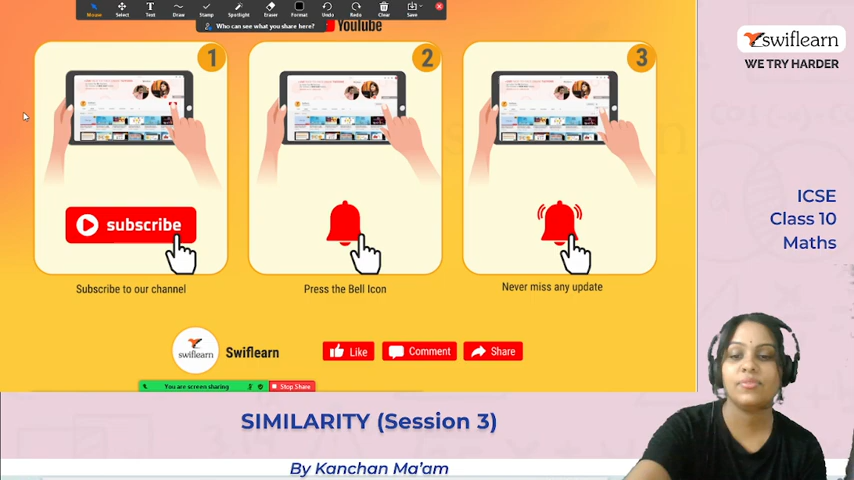 Mouse
Select
Text
Draw
Stamp
Spotlight
Eraser
Format
Undo
Redo
Clear
Save
Who can see what you share here?
YouTube
1
2
3
subscribe
Subscribe to our channel
Press the Bell Icon
Never miss any update
swiflearn
Swiflearn
Like
Comment
Share
You are screen sharing
Stop Share
swiflearn
WE TRY HARDER
ICSE
Class 10
Maths
SIMILARITY (Session 3)
By Kanchan Ma'am